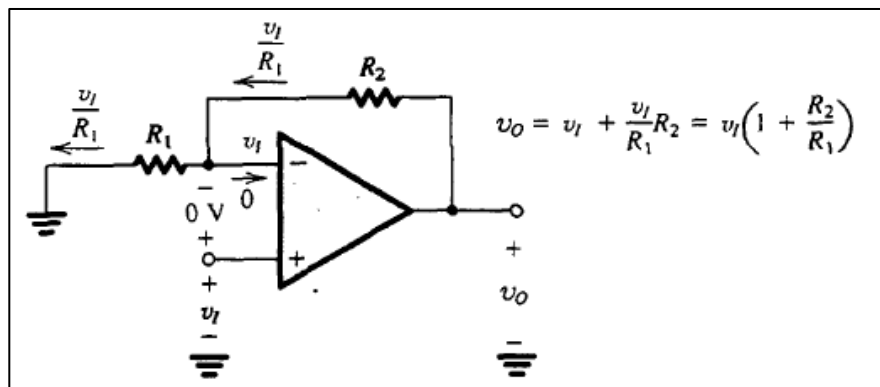 v_I/R_1
R_2
v_I/R_1
R_1
v_I
−
0
−
0 V
+
+
+
v_I
−
+
v_O
−
v_O = v_I + v_I/R_1 R_2 = v_I(1 + R_2/R_1)